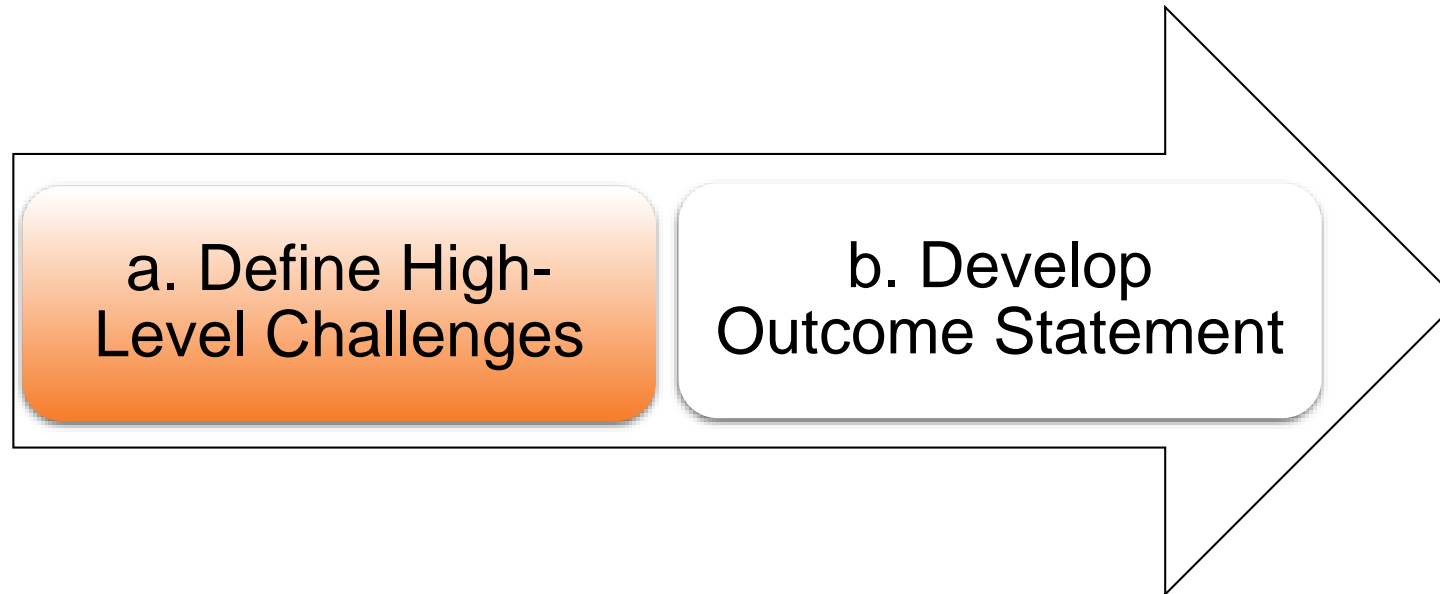 a. Define High-
Level Challenges
b. Develop
Outcome Statement